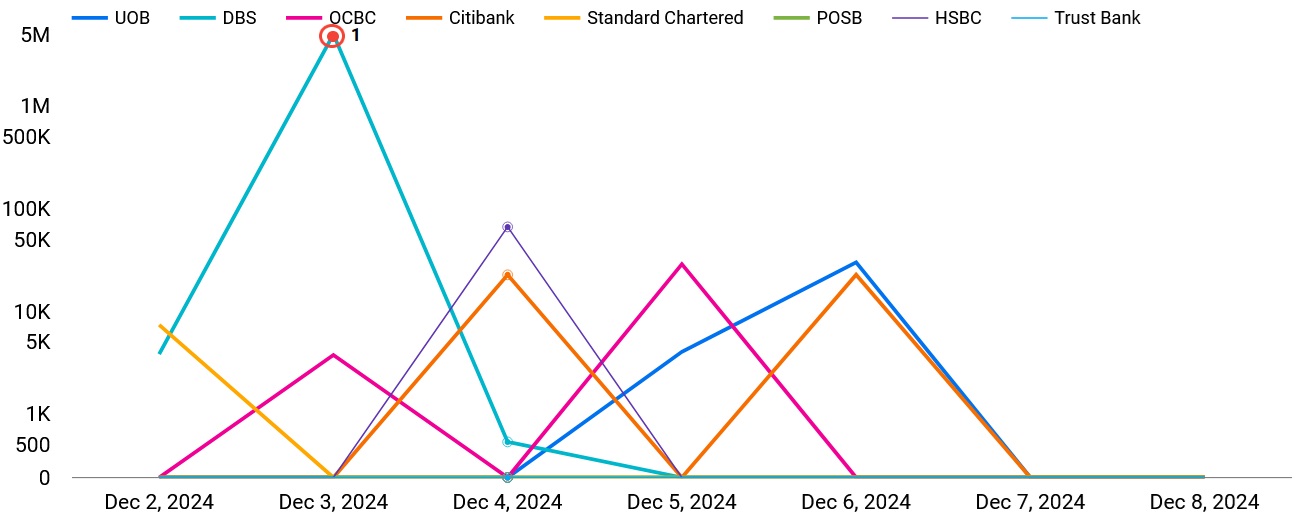 UOB DBS OCBC Citibank Standard Chartered POSB HSBC Trust Bank
5M
1
1M
500K
100K
50K
10K
5K
1K
500
0
Dec 2, 2024 Dec 3, 2024 Dec 4, 2024 Dec 5, 2024 Dec 6, 2024 Dec 7, 2024 Dec 8, 2024